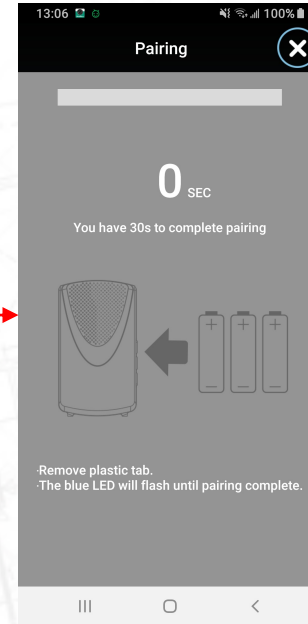 13:06 100%
Pairing
0 SEC
You have 30s to complete pairing
·Remove plastic tab.
·The blue LED will flash until pairing complete.